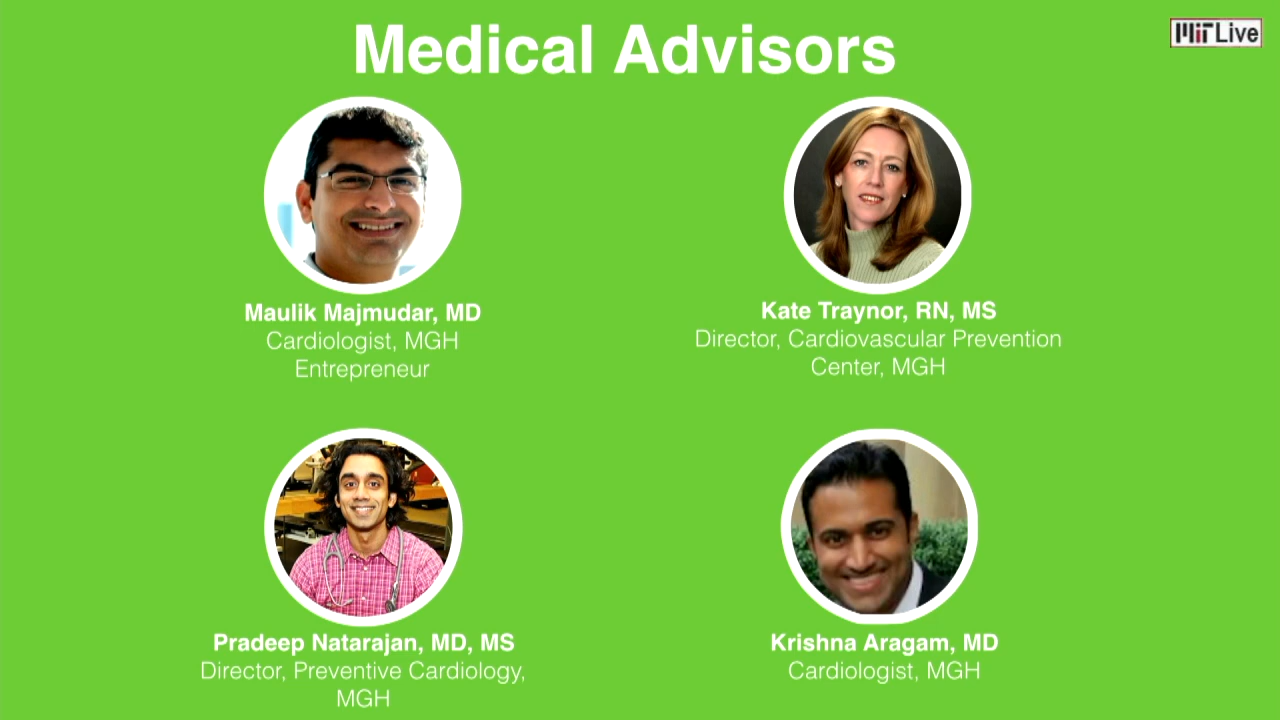 Medical Advisors
MIT Live
Maulik Majmudar, MD
Cardiologist, MGH
Entrepreneur
Kate Traynor, RN, MS
Director, Cardiovascular Prevention
Center, MGH
Pradeep Natarajan, MD, MS
Director, Preventive Cardiology,
MGH
Krishna Aragam, MD
Cardiologist, MGH